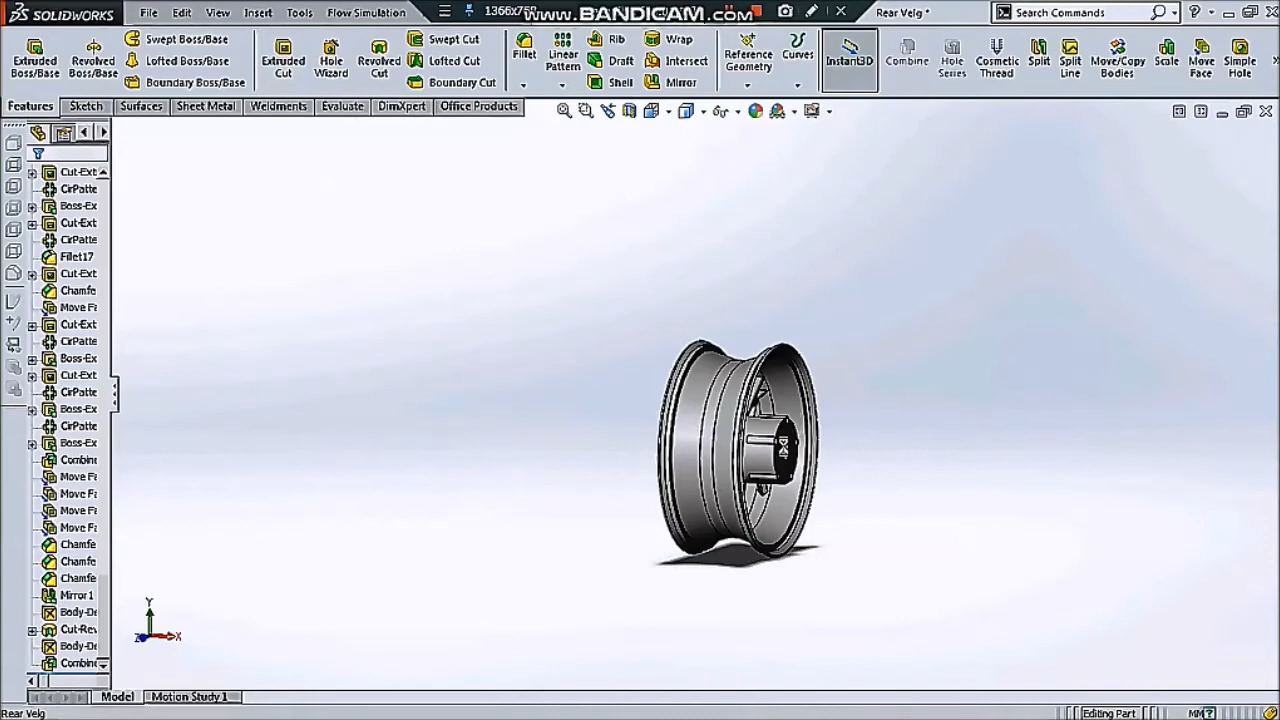 SOLIDWORKS File Edit View Insert Tools Flow Simulation 1366x768 www.BANDICAM.com Rear Velg * Search Commands
Extruded Boss/Base
Revolved Boss/Base
Swept Boss/Base
Lofted Boss/Base
Boundary Boss/Base
Extruded Cut
Hole Wizard
Revolved Cut
Swept Cut
Lofted Cut
Boundary Cut
Fillet
Linear Pattern
Rib
Draft
Shell
Wrap
Intersect
Mirror
Reference Geometry
Curves
Instant3D
Combine
Hole Series
Cosmetic Thread
Split
Split Line
Move/Copy Bodies
Scale
Move Face
Simple Hole
Features Sketch Surfaces Sheet Metal Weldments Evaluate DimXpert Office Products
Cut-Ext
CirPatte
Boss-Ex
Cut-Ext
CirPatte
Fillet17
Cut-Ext
Chamfe
Move Fa
Cut-Ext
CirPatte
Boss-Ex
Cut-Ext
CirPatte
Boss-Ex
CirPatte
Boss-Ex
Combine
Move Fa
Move Fa
Move Fa
Move Fa
Chamfe
Chamfe
Chamfe
Mirror1
Body-De
Cut-Rev
Body-De
Combine
Y
Z X
Model Motion Study 1
Rear Velg Editing Part MM